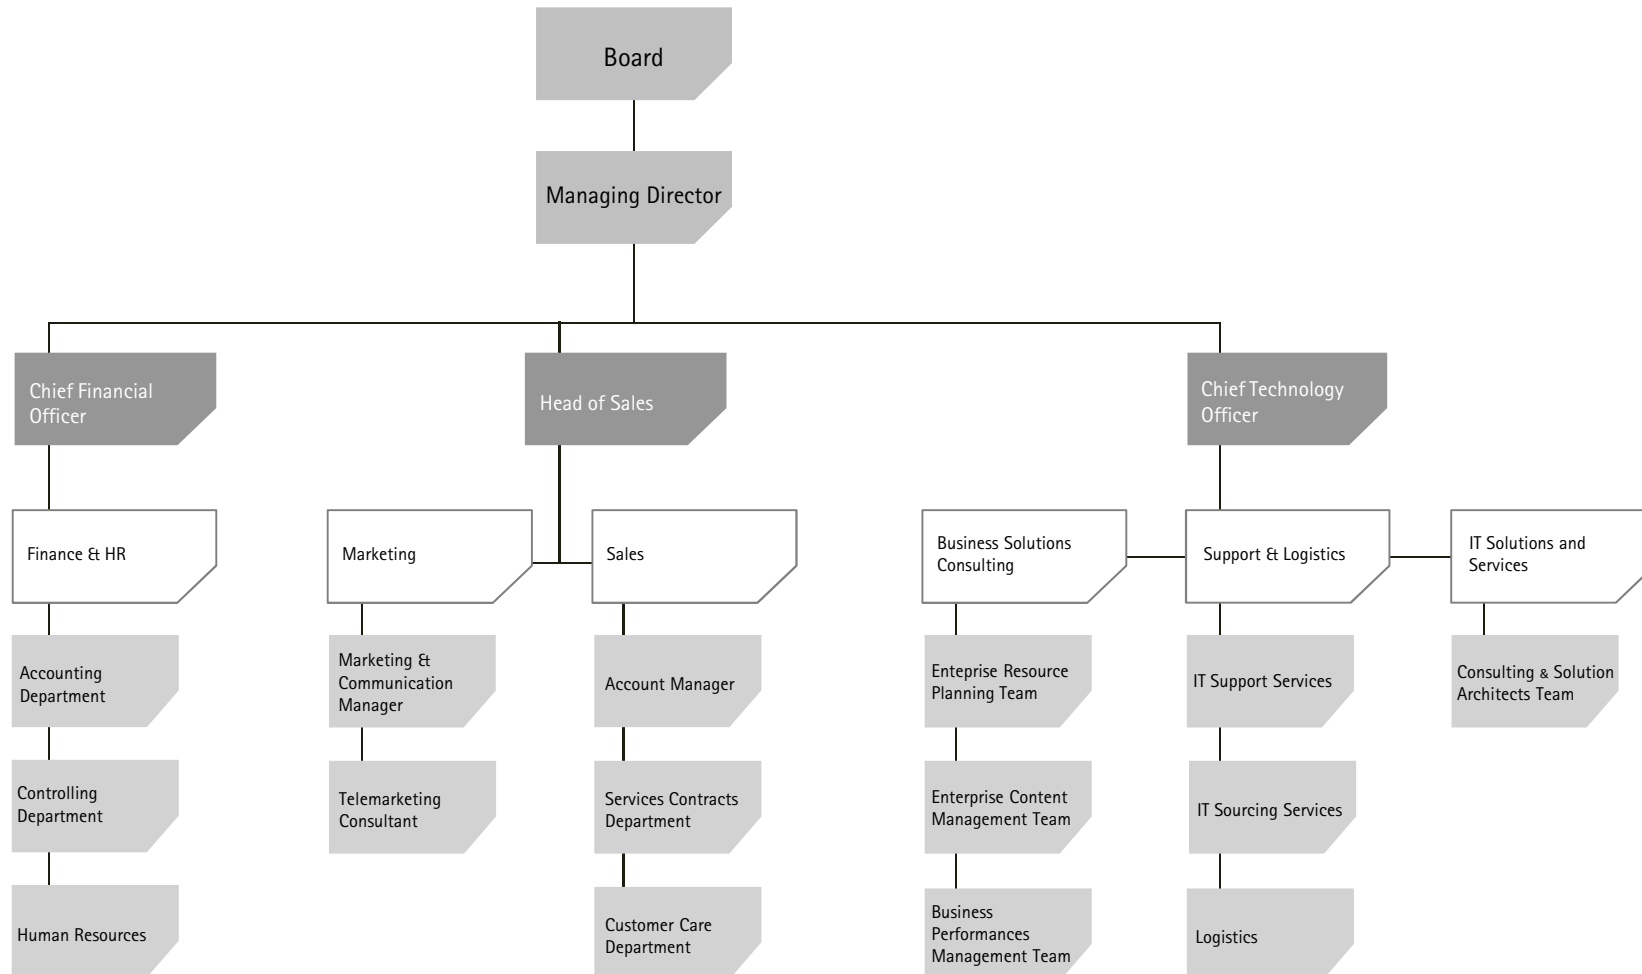 Board
Managing Director
Chief Financial
Officer
Head of Sales
Chief Technology
Officer
Finance & HR
Marketing
Sales
Business Solutions
Consulting
Support & Logistics
IT Solutions and
Services
Accounting
Department
Marketing &
Communication
Manager
Account Manager
Enteprise Resource
Planning Team
IT Support Services
Consulting & Solution
Architects Team
Controlling
Department
Telemarketing
Consultant
Services Contracts
Department
Enterprise Content
Management Team
IT Sourcing Services
Human Resources
Customer Care
Department
Business
Performances
Management Team
Logistics